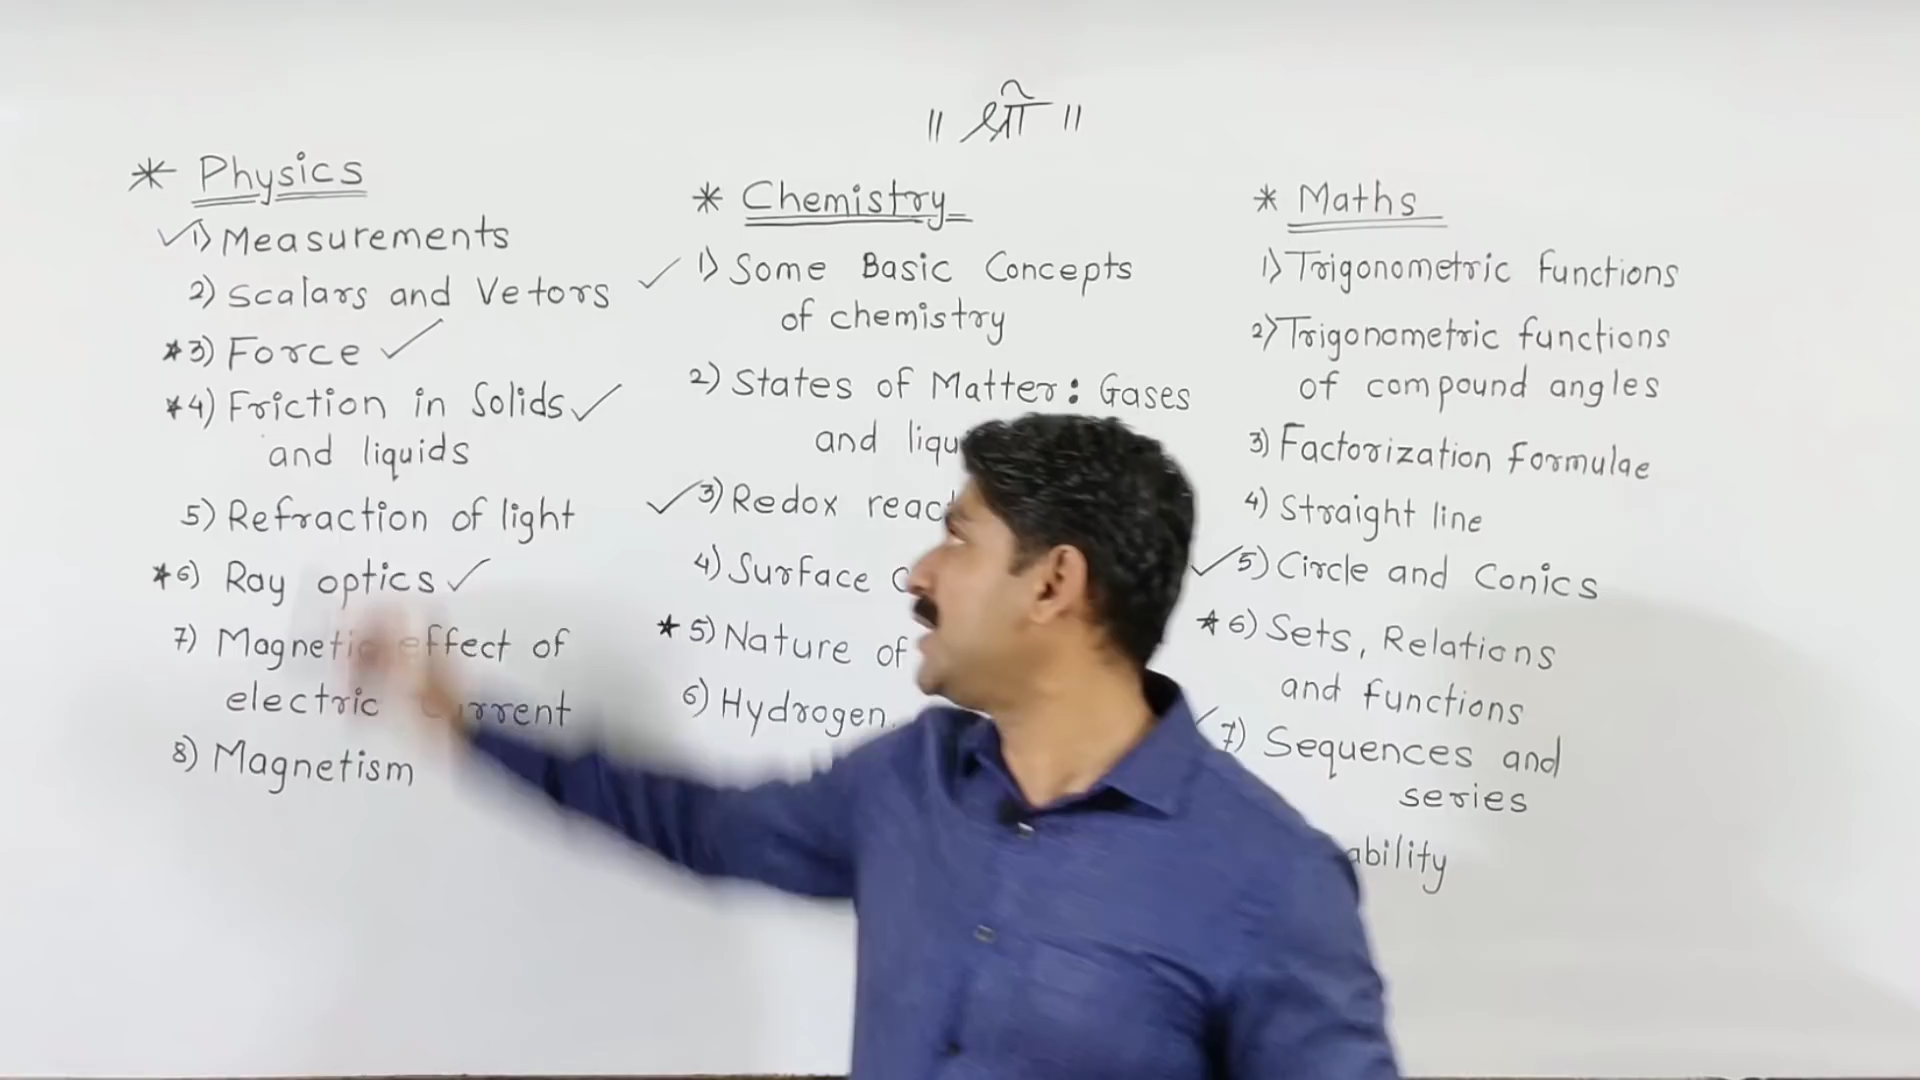 ॥ श्री ॥
* Physics
✓1) Measurements
2) Scalars and Vetors
*3) Force ✓
*4) Friction in Solids ✓
and liquids
5) Refraction of light
*6) Ray optics ✓
7) Magnetic effect of
electric current
8) Magnetism
* Chemistry
✓ 1) Some Basic Concepts
of chemistry
2) States of Matter: Gases
and
✓3) Redox
4) Surface
*5) Nature of
6) Hydrogen
* Maths
1) Trigonometric functions
2) Trigonometric functions
of compound angles
3) Factorization formulae
4) Straight line
✓5) Circle and Conics
*6) Sets, Relations
and functions
✓7) Sequences and
series